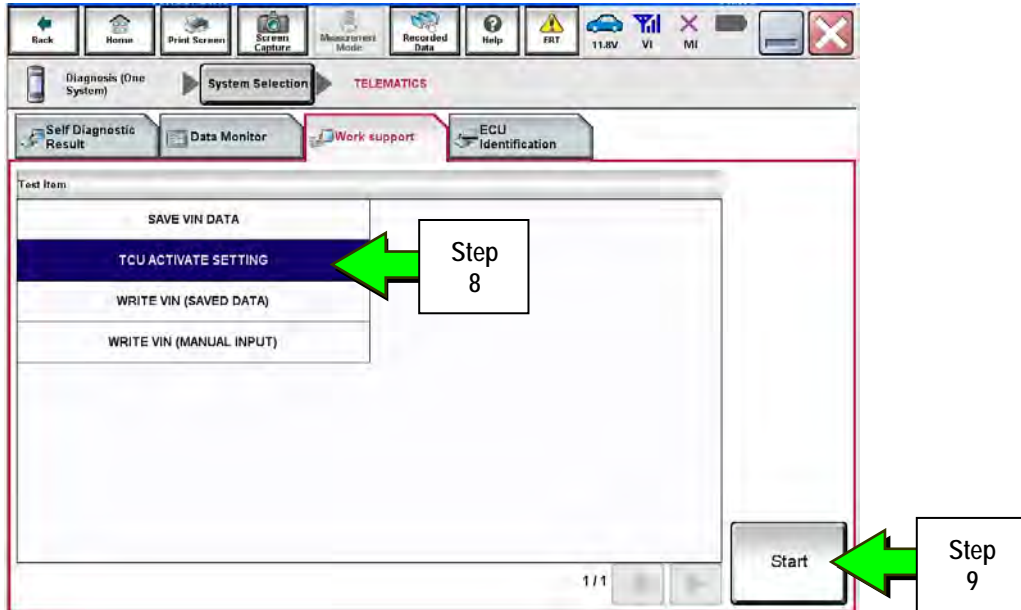 Back
Home
Print Screen
Screen
Capture
Measurement
Mode
Recorded
Data
Help
ERT
11.8V
VI
MI
Diagnosis (One
System)
System Selection
TELEMATICS
Self Diagnostic
Result
Data Monitor
Work support
ECU
Identification
Test Item
SAVE VIN DATA
TCU ACTIVATE SETTING
Step
8
WRITE VIN (SAVED DATA)
WRITE VIN (MANUAL INPUT)
Start
Step
9
1/1